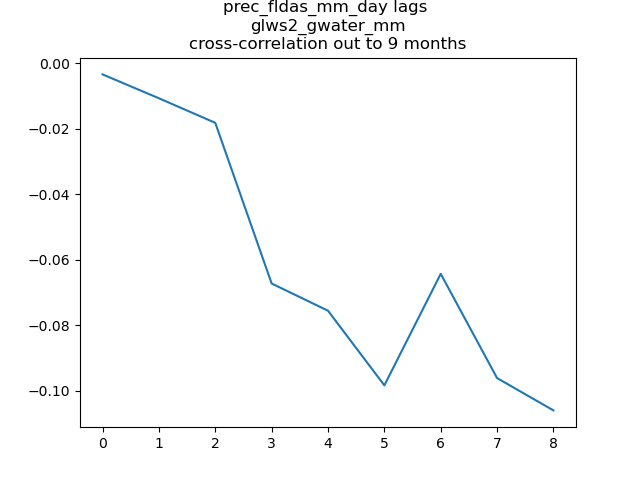 prec_fldas_mm_day lags
glws2_gwater_mm
cross-correlation out to 9 months
0.00
−0.02
−0.04
−0.06
−0.08
−0.10
0 1 2 3 4 5 6 7 8